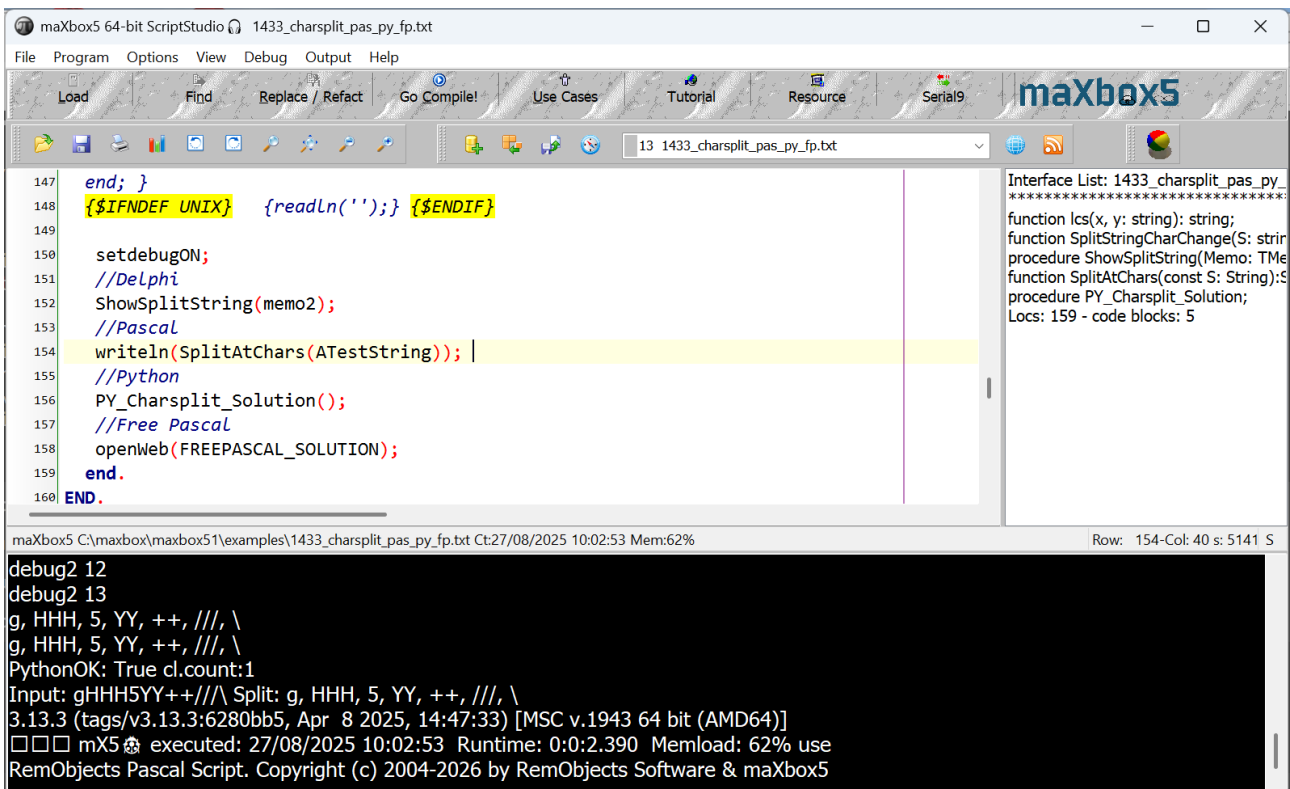 maXbox5 64-bit ScriptStudio 1433_charsplit_pas_py_fp.txt
File Program Options View Debug Output Help
Load Find Replace / Refact Go Compile! Use Cases Tutorial Resource Serial9 maXbox5
13 1433_charsplit_pas_py_fp.txt
147 end; }
148 {$IFNDEF UNIX} {readln('');} {$ENDIF}
149
150 setdebugON;
151 //Delphi
152 ShowSplitString(memo2);
153 //Pascal
154 writeln(SplitAtChars(ATestString));
155 //Python
156 PY_Charsplit_Solution();
157 //Free Pascal
158 openWeb(FREEPASCAL_SOLUTION);
159 end.
160 END.
Interface List: 1433_charsplit_pas_py_
****************************************
function lcs(x, y: string): string;
function SplitStringCharChange(S: strin
procedure ShowSplitString(Memo: TMe
function SplitAtChars(const S: String):S
procedure PY_Charsplit_Solution;
Locs: 159 - code blocks: 5
maXbox5 C:\maxbox\maxbox51\examples\1433_charsplit_pas_py_fp.txt Ct:27/08/2025 10:02:53 Mem:62% Row: 154-Col: 40 s: 5141 S
debug2 12
debug2 13
g, HHH, 5, YY, ++, ///, \
g, HHH, 5, YY, ++, ///, \
PythonOK: True cl.count:1
Input: gHHH5YY++///\ Split: g, HHH, 5, YY, ++, ///, \
3.13.3 (tags/v3.13.3:6280bb5, Apr 8 2025, 14:47:33) [MSC v.1943 64 bit (AMD64)]
□□□ mX5🐞 executed: 27/08/2025 10:02:53 Runtime: 0:0:2.390 Memload: 62% use
RemObjects Pascal Script. Copyright (c) 2004-2026 by RemObjects Software & maXbox5